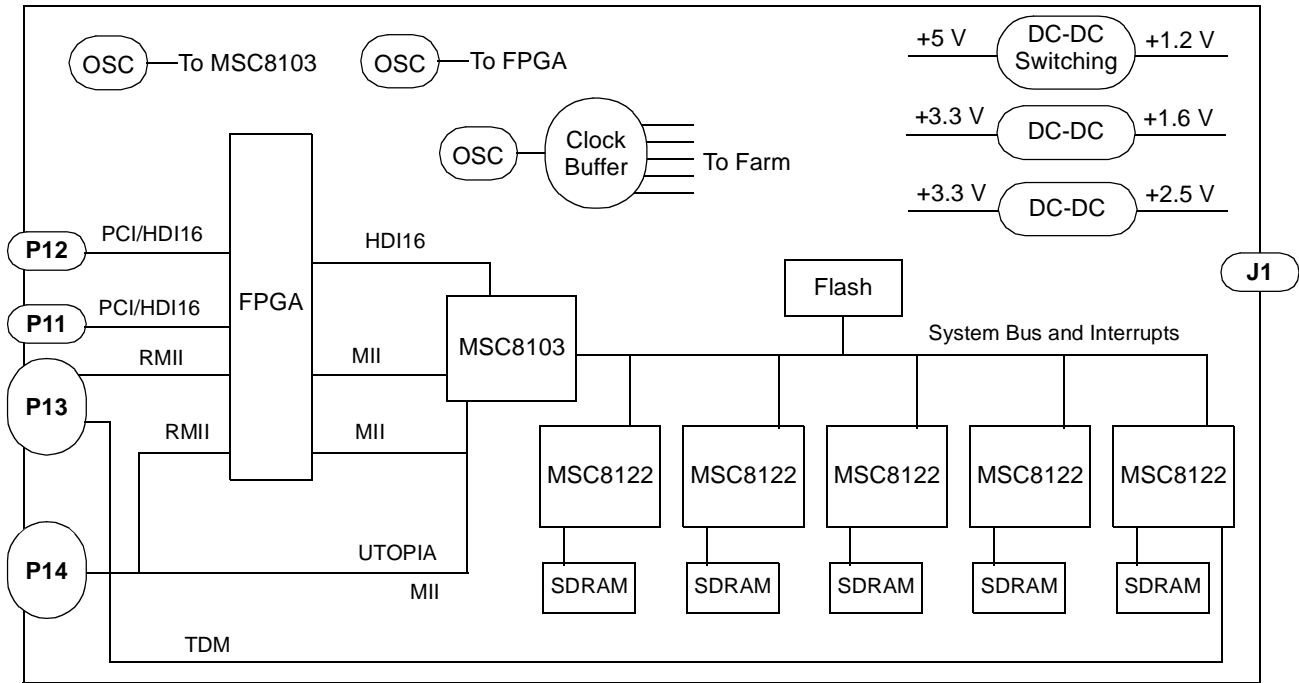 OSC
To MSC8103
OSC
To FPGA
+5 V
DC-DC
Switching
+1.2 V
+3.3 V
DC-DC
+1.6 V
OSC
Clock
Buffer
To Farm
+3.3 V
DC-DC
+2.5 V
P12
PCI/HDI16
HDI16
J1
P11
PCI/HDI16
FPGA
Flash
MSC8103
System Bus and Interrupts
RMII
MII
P13
RMII
MII
MSC8122
MSC8122
MSC8122
MSC8122
MSC8122
P14
UTOPIA
MII
SDRAM
SDRAM
SDRAM
SDRAM
SDRAM
TDM